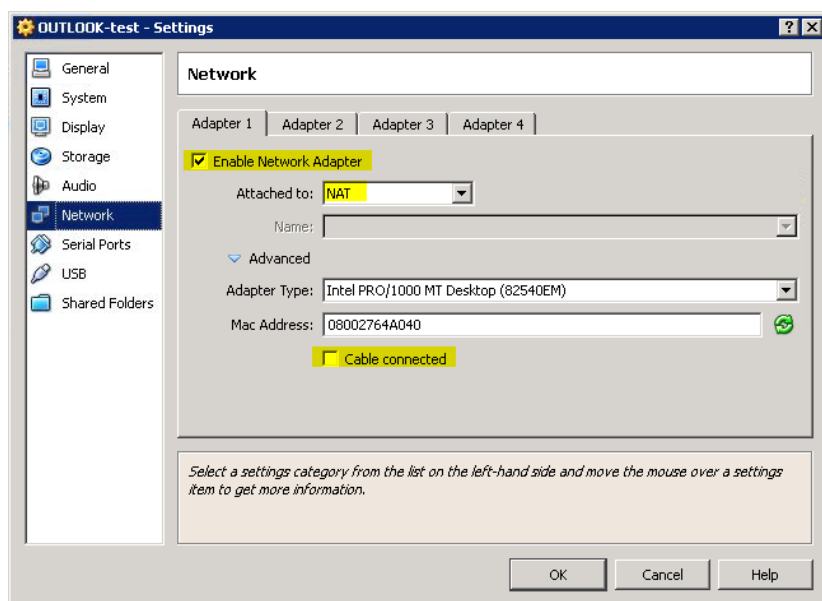 OUTLOOK-test - Settings
General
System
Display
Storage
Audio
Network
Serial Ports
USB
Shared Folders
Network
Adapter 1 Adapter 2 Adapter 3 Adapter 4
Enable Network Adapter
Attached to: NAT
Name:
Advanced
Adapter Type: Intel PRO/1000 MT Desktop (82540EM)
Mac Address: 08002764A040
Cable connected
Select a settings category from the list on the left-hand side and move the mouse over a settings
item to get more information.
OK Cancel Help